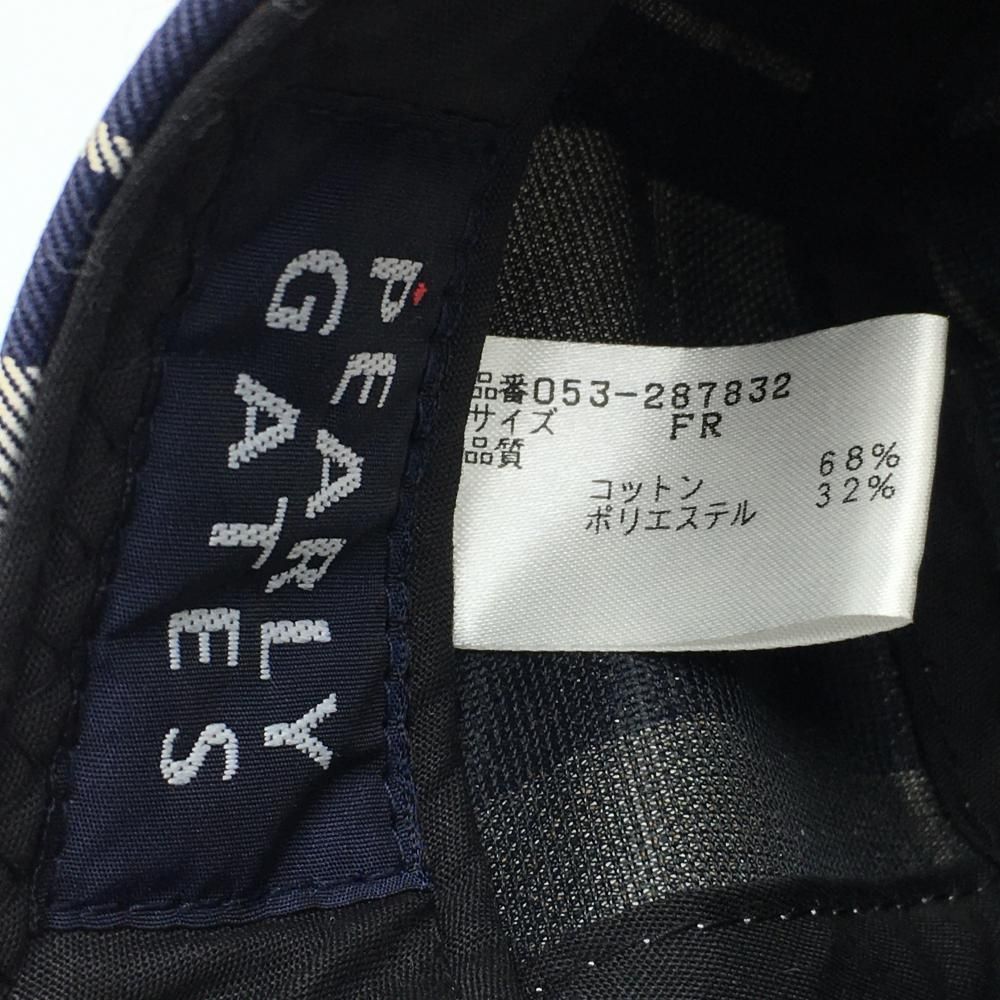 PEARLY
GATES
品番053-287832
サイズ FR
品質
コットン 68%
ポリエステル 32%